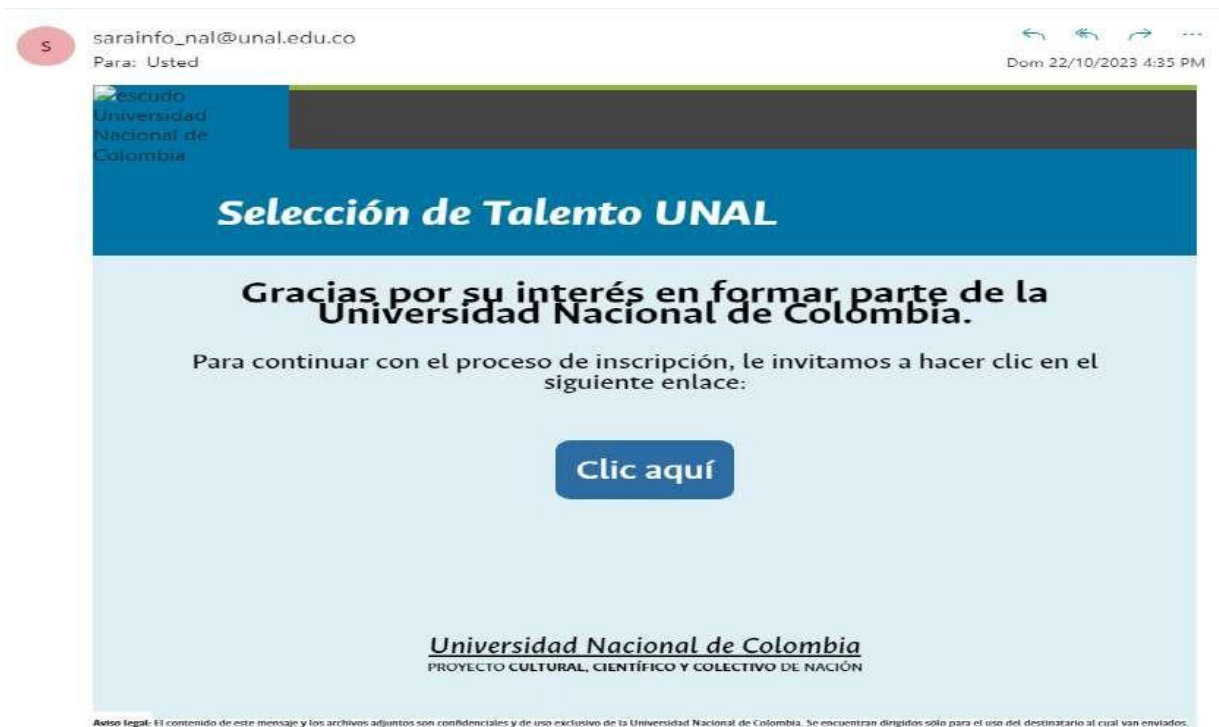 S
sarainfo_nal@unal.edu.co
Para: Usted
Dom 22/10/2023 4:35 PM
escudo
Universidad
Nacional de
Colombia
Selección de Talento UNAL
Gracias por su interés en formar parte de la
Universidad Nacional de Colombia.
Para continuar con el proceso de inscripción, le invitamos a hacer clic en el
siguiente enlace:
Clic aquí
Universidad Nacional de Colombia
PROYECTO CULTURAL, CIENTÍFICO Y COLECTIVO DE NACIÓN
Aviso legal: El contenido de este mensaje y los archivos adjuntos son confidenciales y de uso exclusivo de la Universidad Nacional de Colombia. Se encuentran dirigidos sólo para el uso del destinatario al cual van enviados.